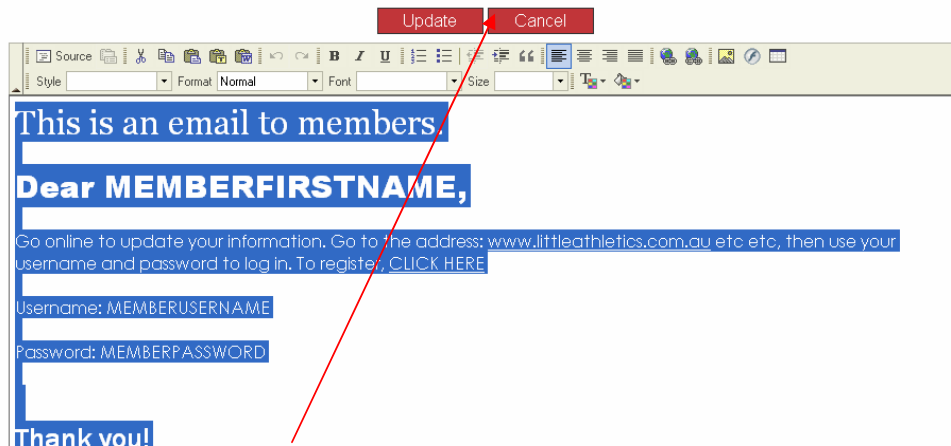 Update Cancel
Source B I U
Style Format Normal Font Size
This is an email to members.
Dear MEMBERFIRSTNAME,
Go online to update your information. Go to the address: www.littleathletics.com.au etc etc, then use your
username and password to log in. To register, CLICK HERE
Username: MEMBERUSERNAME
Password: MEMBERPASSWORD
Thank you!